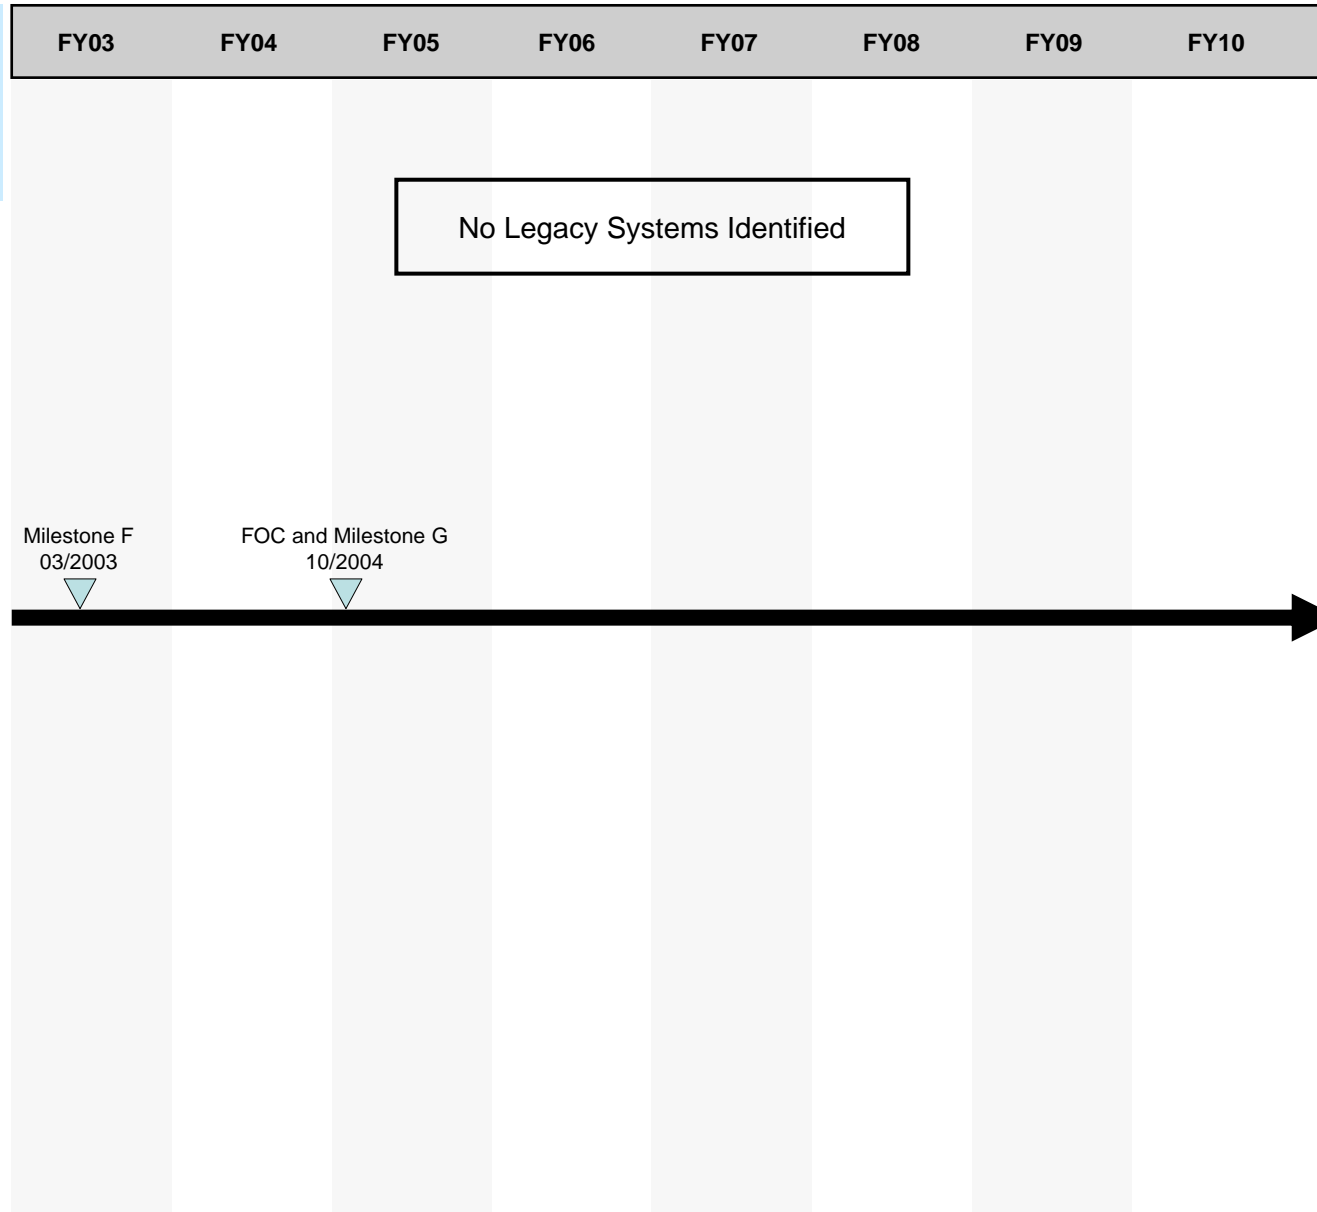 FY03 FY04 FY05 FY06 FY07 FY08 FY09 FY10
No Legacy Systems Identified
Milestone F
03/2003
FOC and Milestone G
10/2004